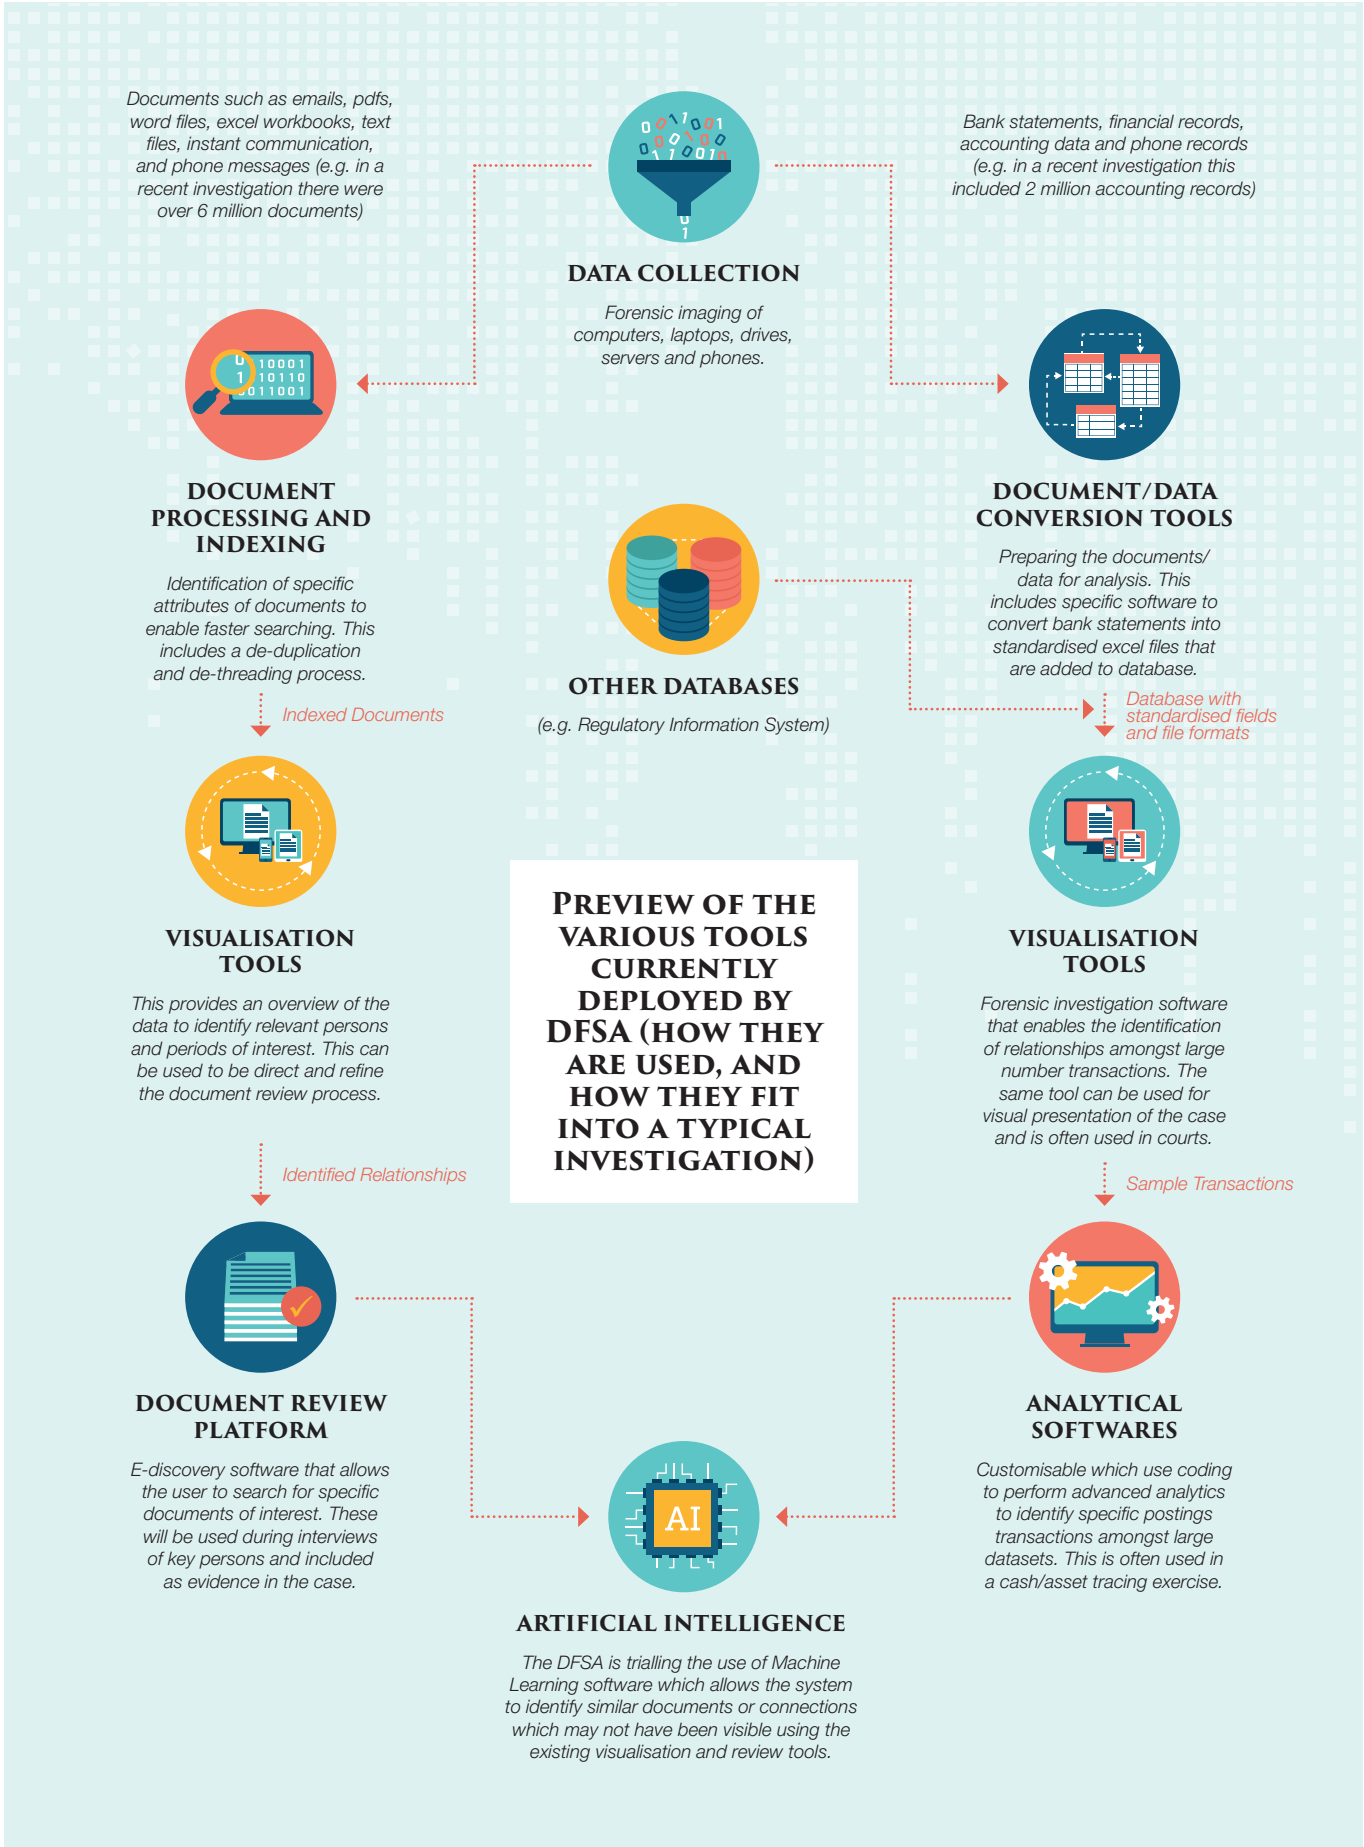 Documents such as emails, pdfs,
word files, excel workbooks, text
files, instant communication,
and phone messages (e.g. in a
recent investigation there were
over 6 million documents)
Bank statements, financial records,
accounting data and phone records
(e.g. in a recent investigation this
included 2 million accounting records)
DATA COLLECTION
Forensic imaging of
computers, laptops, drives,
servers and phones.
DOCUMENT
PROCESSING AND
INDEXING
Identification of specific
attributes of documents to
enable faster searching. This
includes a de-duplication
and de-threading process.
Indexed Documents
OTHER DATABASES
(e.g. Regulatory Information System)
DOCUMENT/DATA
CONVERSION TOOLS
Preparing the documents/
data for analysis. This
includes specific software to
convert bank statements into
standardised excel files that
are added to database.
Database with
standardised fields
and file formats
VISUALISATION
TOOLS
This provides an overview of the
data to identify relevant persons
and periods of interest. This can
be used to be direct and refine
the document review process.
Identified Relationships
PREVIEW OF THE
VARIOUS TOOLS
CURRENTLY
DEPLOYED BY
DFSA (HOW THEY
ARE USED, AND
HOW THEY FIT
INTO A TYPICAL
INVESTIGATION)
VISUALISATION
TOOLS
Forensic investigation software
that enables the identification
of relationships amongst large
number transactions. The
same tool can be used for
visual presentation of the case
and is often used in courts.
Sample Transactions
DOCUMENT REVIEW
PLATFORM
E-discovery software that allows
the user to search for specific
documents of interest. These
will be used during interviews
of key persons and included
as evidence in the case.
ANALYTICAL
SOFTWARES
Customisable which use coding
to perform advanced analytics
to identify specific postings
transactions amongst large
datasets. This is often used in
a cash/asset tracing exercise.
AI
ARTIFICIAL INTELLIGENCE
The DFSA is trialling the use of Machine
Learning software which allows the system
to identify similar documents or connections
which may not have been visible using the
existing visualisation and review tools.